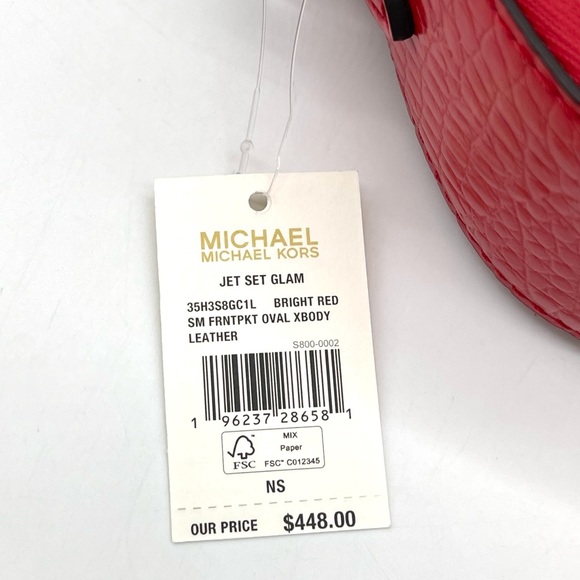 MICHAEL
MICHAEL KORS
JET SET GLAM
35H3S8GC1L BRIGHT RED
SM FRNTPKT OVAL XBODY
LEATHER
S800-0002
1 96237 28658 1
FSC
MIX
Paper
FSC™ C012345
NS
OUR PRICE $448.00